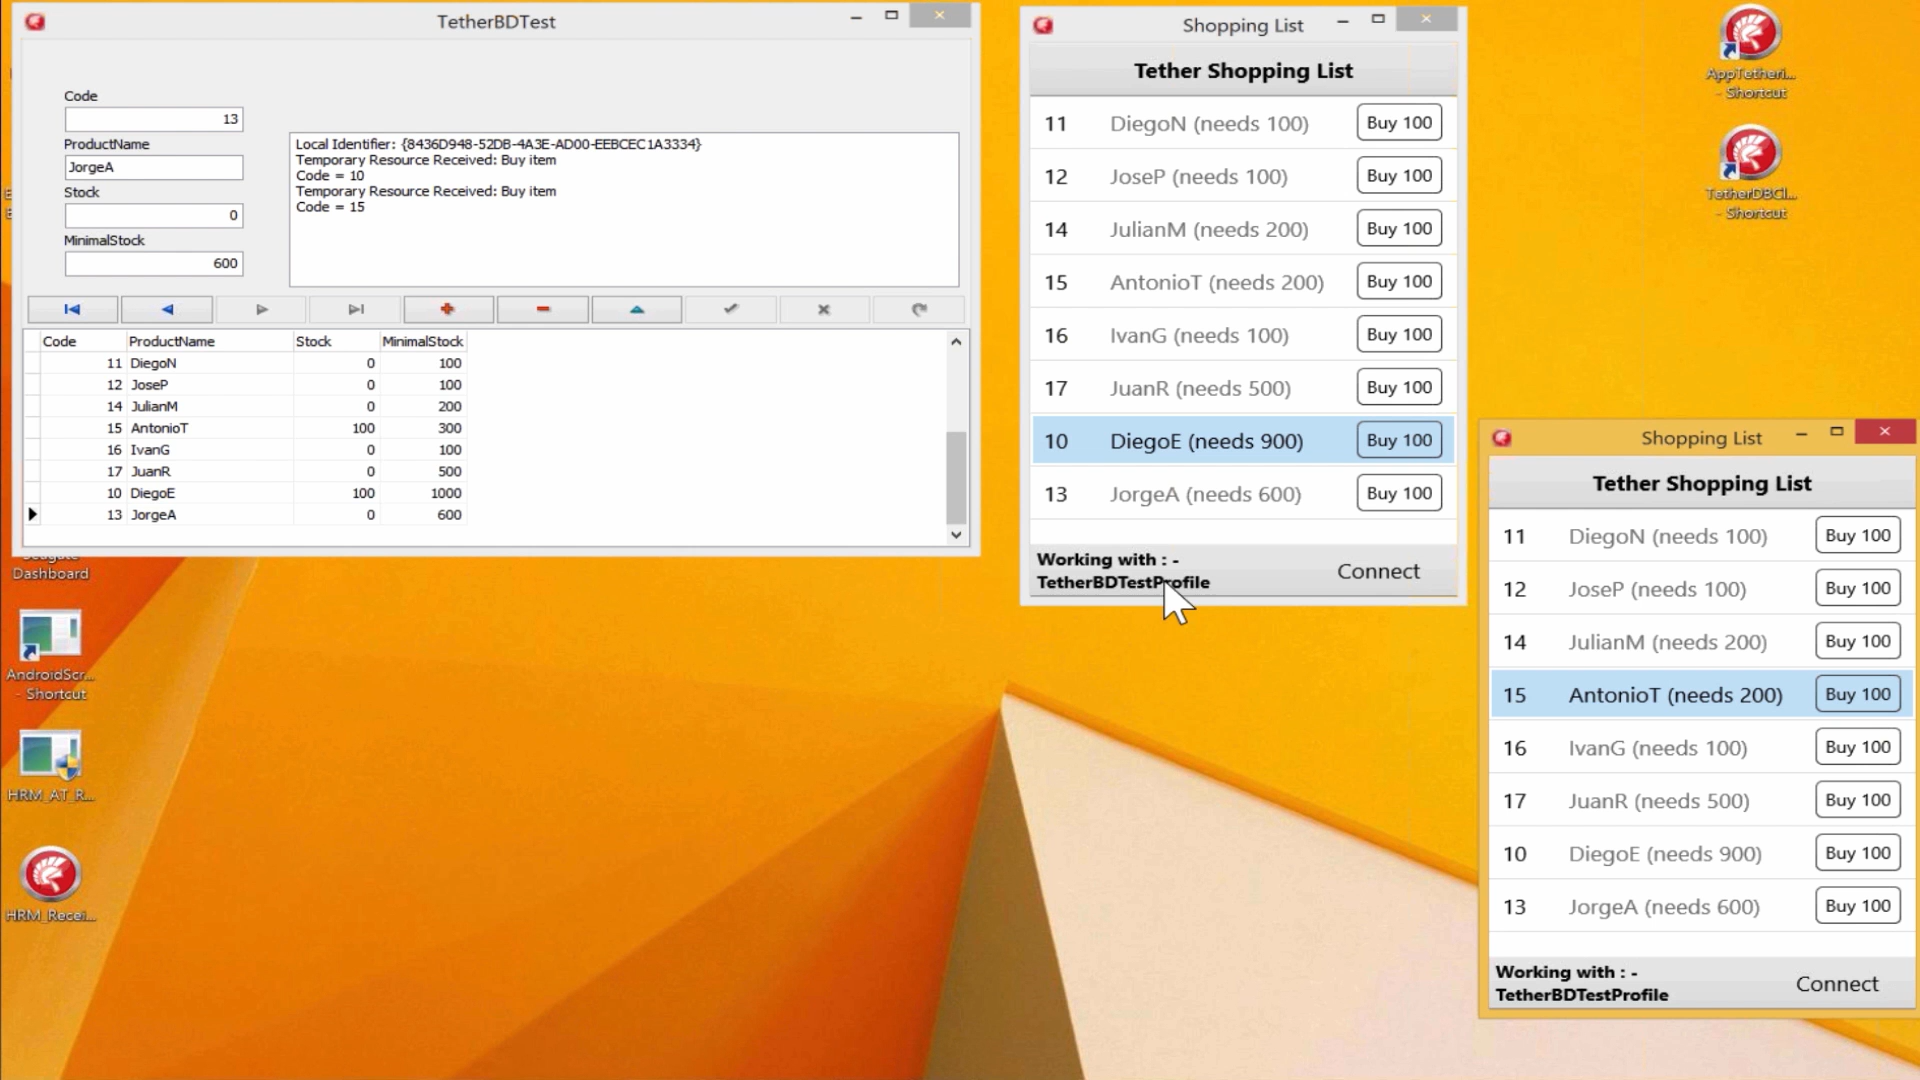 TetherBDTest
Code
13
ProductName
JorgeA
Stock
0
MinimalStock
600
Local Identifier: {8436D948-52DB-4A3E-AD00-EEBCEC1A3334}
Temporary Resource Received: Buy item
Code = 10
Temporary Resource Received: Buy item
Code = 15
Code ProductName Stock MinimalStock
11 DiegoN 0 100
12 JoseP 0 100
14 JulianM 0 200
15 AntonioT 100 300
16 IvanG 0 100
17 JuanR 0 500
10 DiegoE 100 1000
13 JorgeA 0 600
Shopping List
Tether Shopping List
11 DiegoN (needs 100) Buy 100
12 JoseP (needs 100) Buy 100
14 JulianM (needs 200) Buy 100
15 AntonioT (needs 200) Buy 100
16 IvanG (needs 100) Buy 100
17 JuanR (needs 500) Buy 100
10 DiegoE (needs 900) Buy 100
13 JorgeA (needs 600) Buy 100
Working with : -
TetherBDTestProfile
Connect
Shopping List
Tether Shopping List
11 DiegoN (needs 100) Buy 100
12 JoseP (needs 100) Buy 100
14 JulianM (needs 200) Buy 100
15 AntonioT (needs 200) Buy 100
16 IvanG (needs 100) Buy 100
17 JuanR (needs 500) Buy 100
10 DiegoE (needs 900) Buy 100
13 JorgeA (needs 600) Buy 100
Working with : -
TetherBDTestProfile
Connect
AppTetheri...
- Shortcut
TetherDBCl...
- Shortcut
Dashboard
AndroidScr...
- Shortcut
HRM_AT_R...
HRM_Recei...